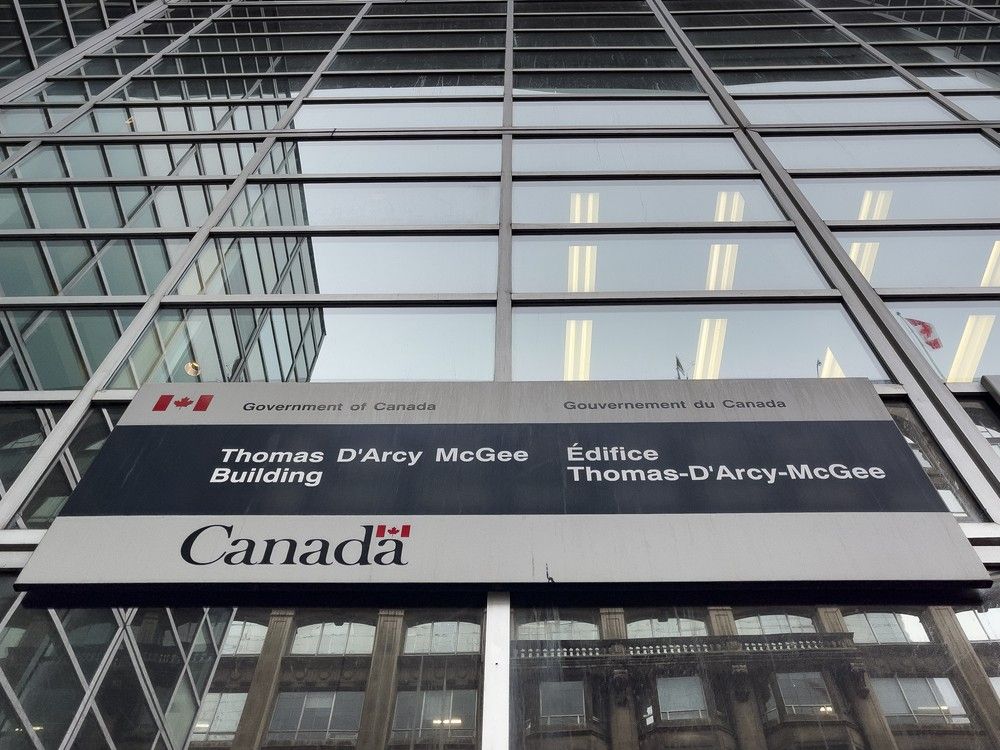 Government of Canada
Gouvernement du Canada
Thomas D'Arcy McGee
Building
Édifice
Thomas-D'Arcy-McGee
Canada